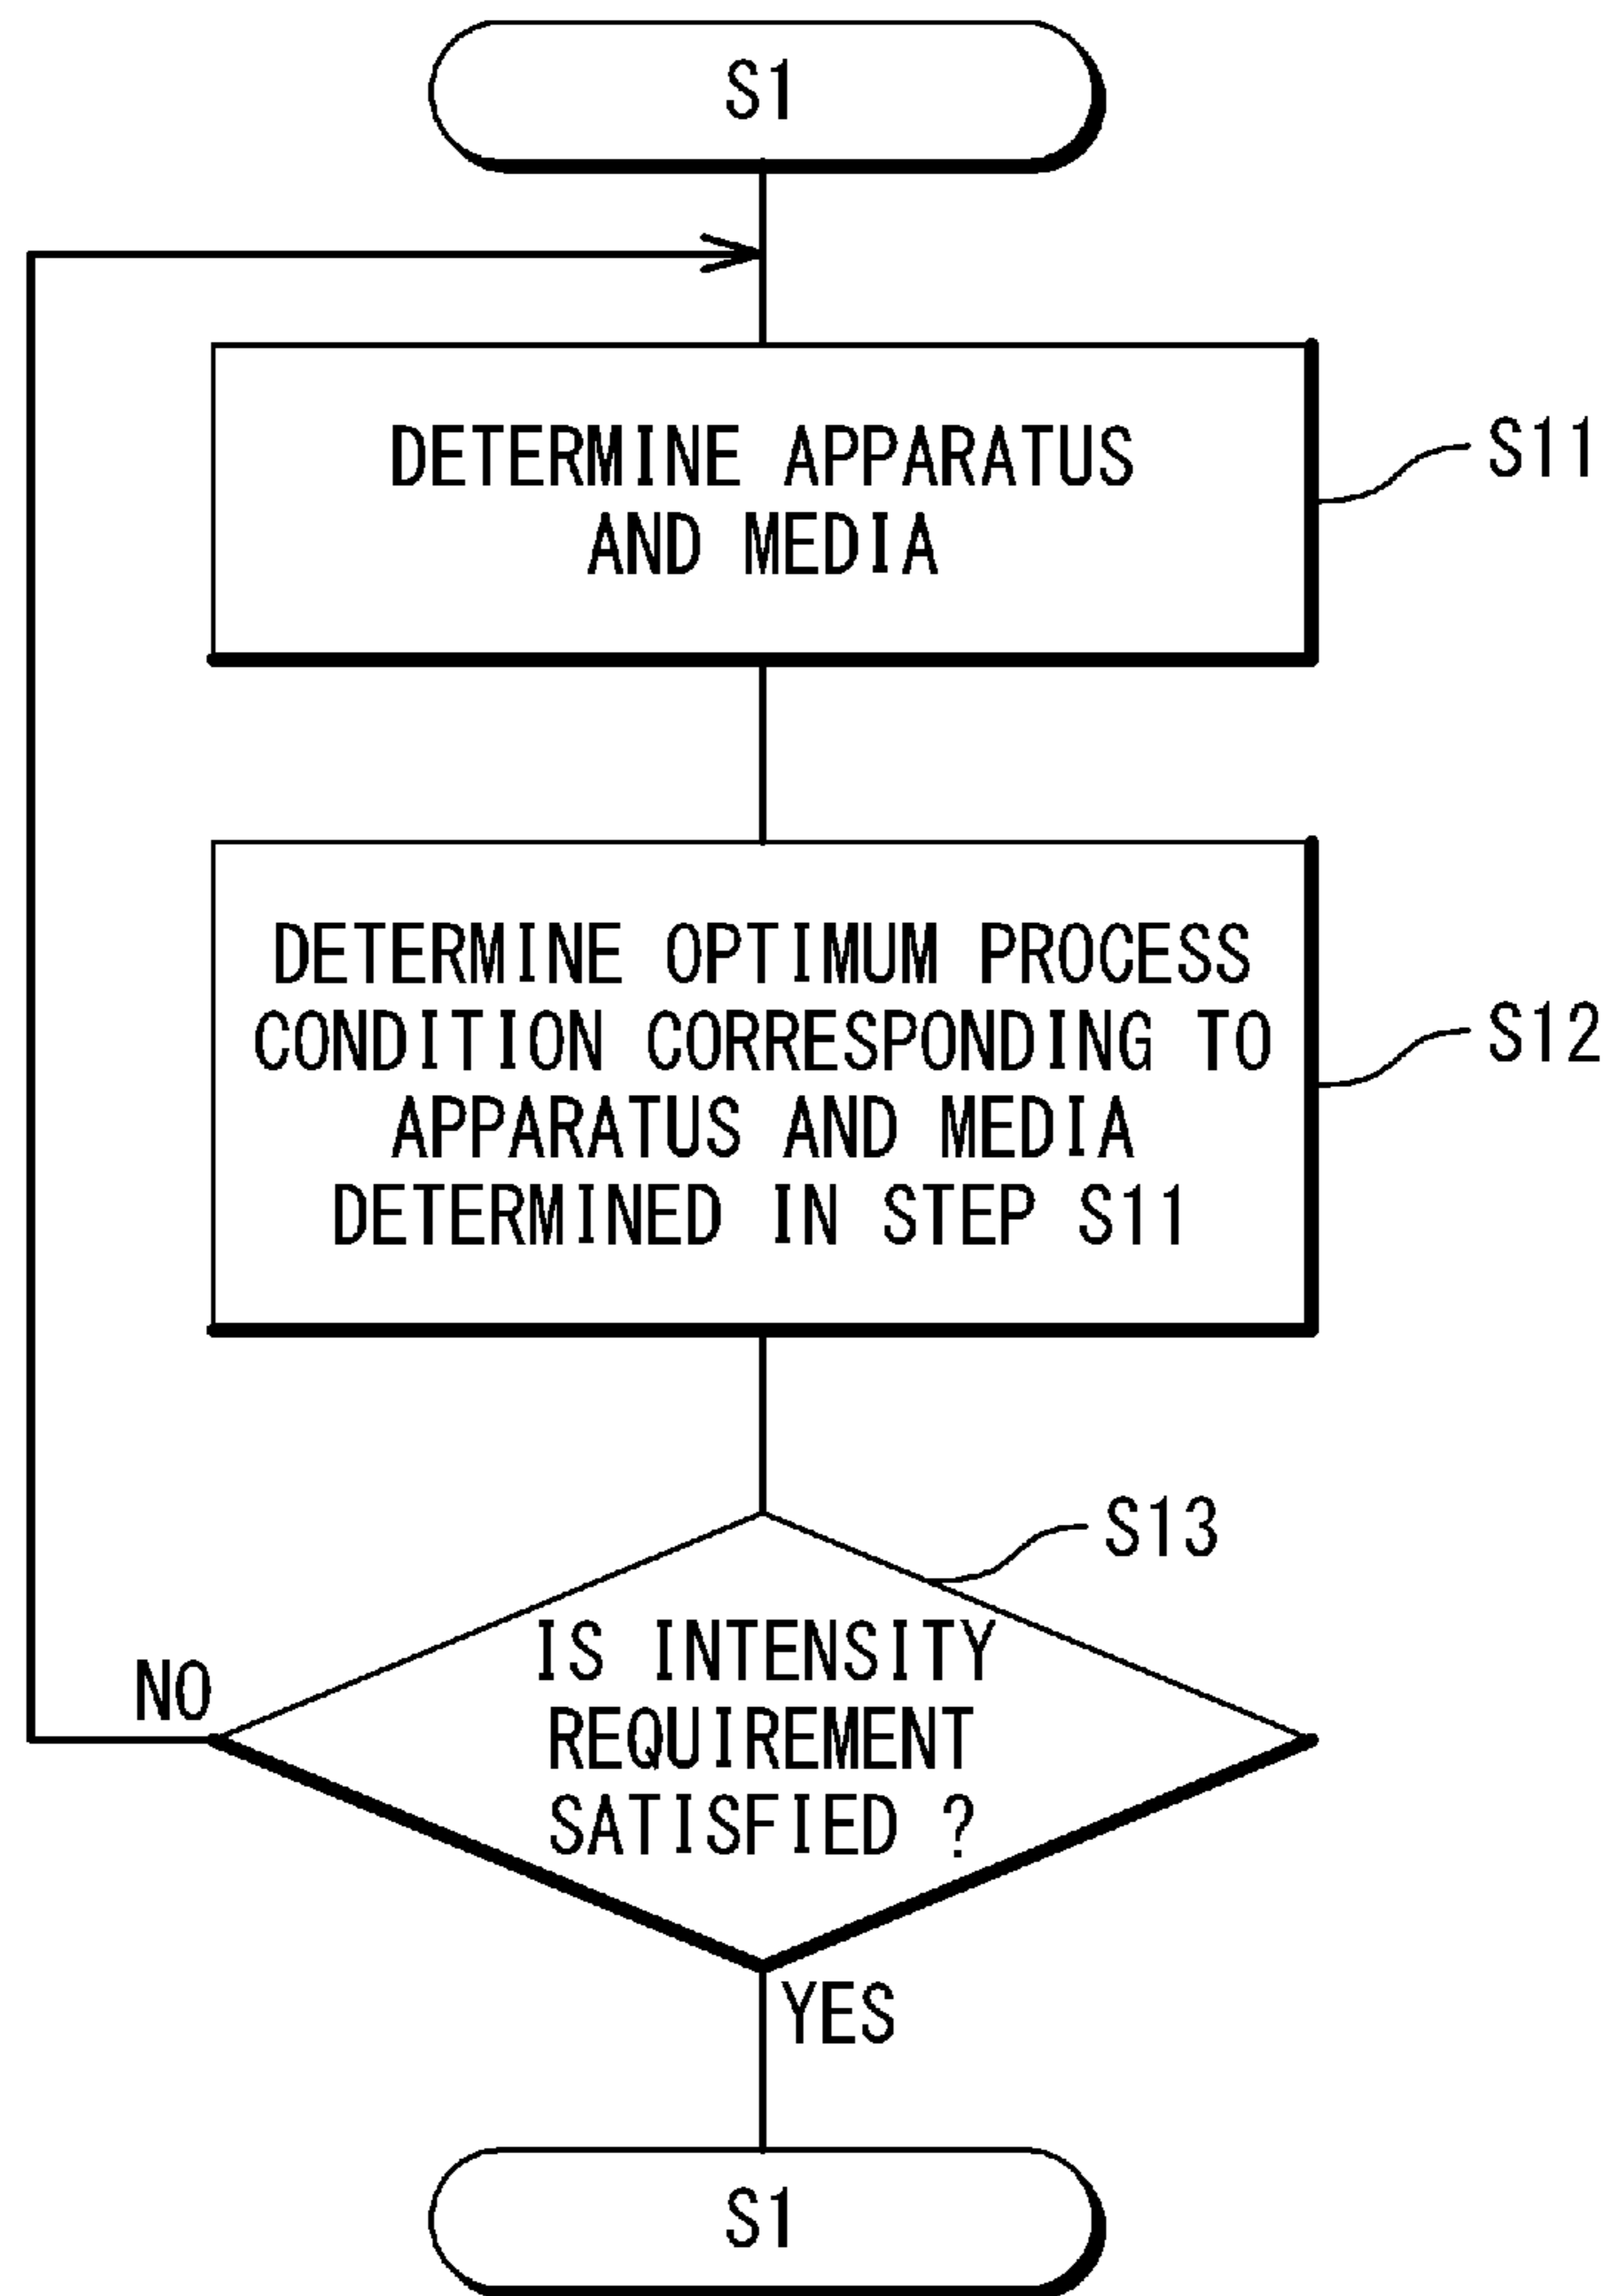 S1
DETERMINE APPARATUS
AND MEDIA
S11
DETERMINE OPTIMUM PROCESS
CONDITION CORRESPONDING TO
APPARATUS AND MEDIA
DETERMINED IN STEP S11
S12
S13
IS INTENSITY
REQUIREMENT
SATISFIED ?
NO
YES
S1